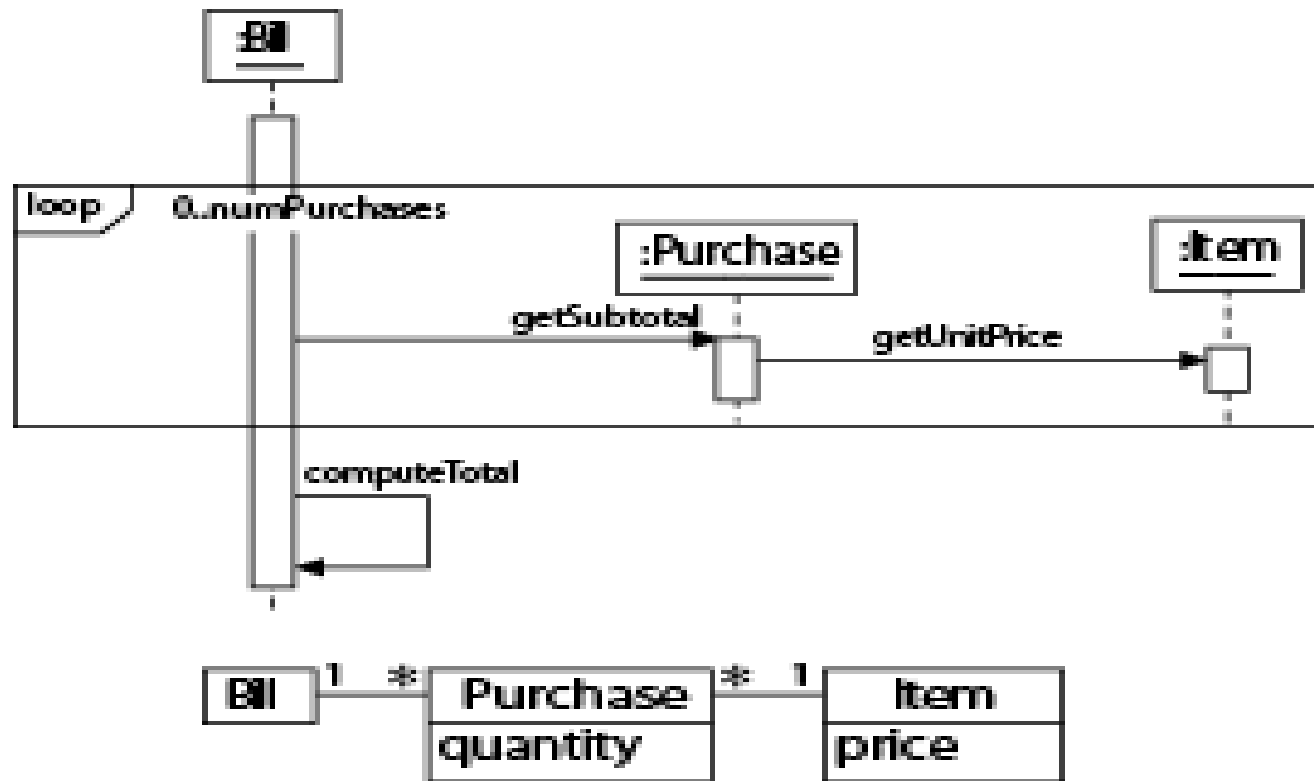 :Bill
loop 0..numPurchases
:Purchase
:Item
getSubtotal
getUnitPrice
computeTotal
Bill 1 * Purchase * 1 Item
quantity price